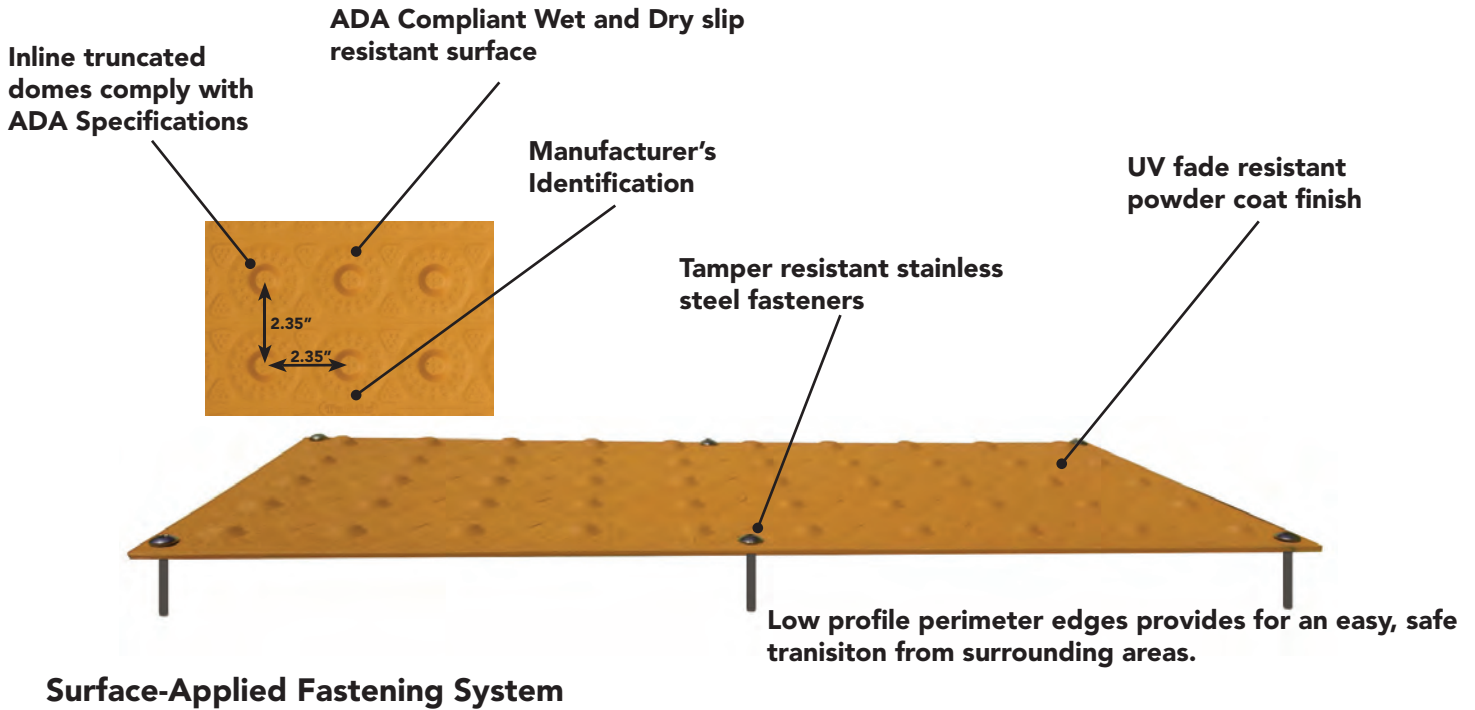 ADA Compliant Wet and Dry slip
resistant surface
Inline truncated
domes comply with
ADA Specifications
Manufacturer's
Identification
UV fade resistant
powder coat finish
Tamper resistant stainless
steel fasteners
2.35"
2.35"
Low profile perimeter edges provides for an easy, safe
tranisiton from surrounding areas.
Surface-Applied Fastening System